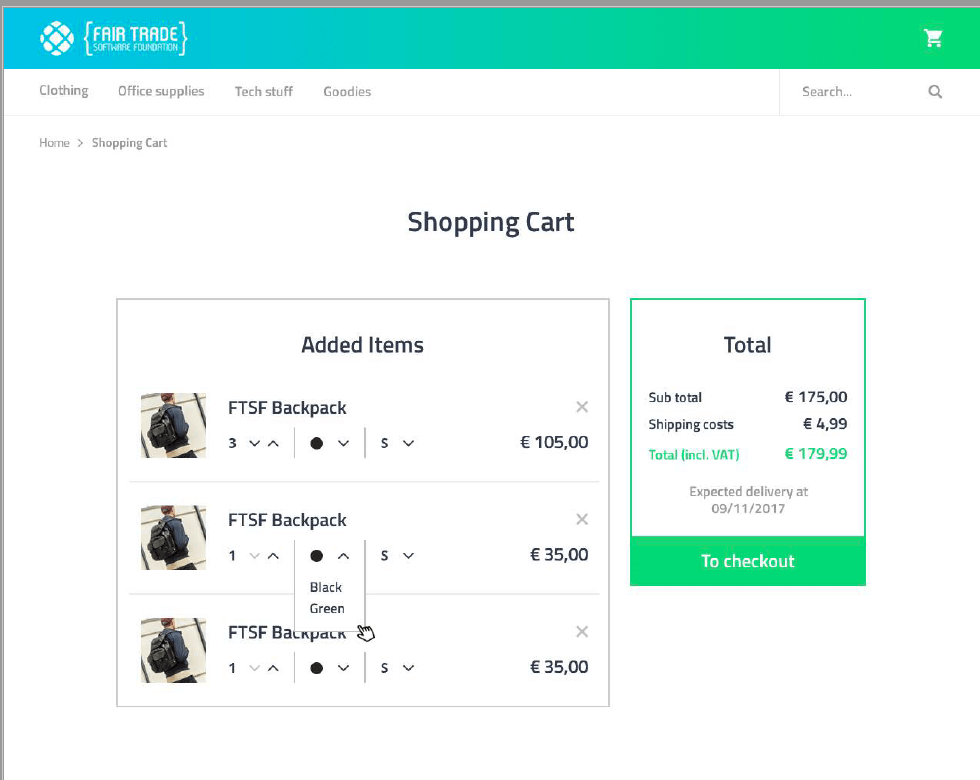 {FAIR TRADE}
SOFTWARE FOUNDATION
Clothing Office supplies Tech stuff Goodies Search...
Home > Shopping Cart
Shopping Cart
Added Items
FTSF Backpack
3 S € 105,00
FTSF Backpack
1 S € 35,00
Black
Green
FTSF Backpack
1 S € 35,00
Total
Sub total € 175,00
Shipping costs € 4,99
Total (incl. VAT) € 179,99
Expected delivery at
09/11/2017
To checkout